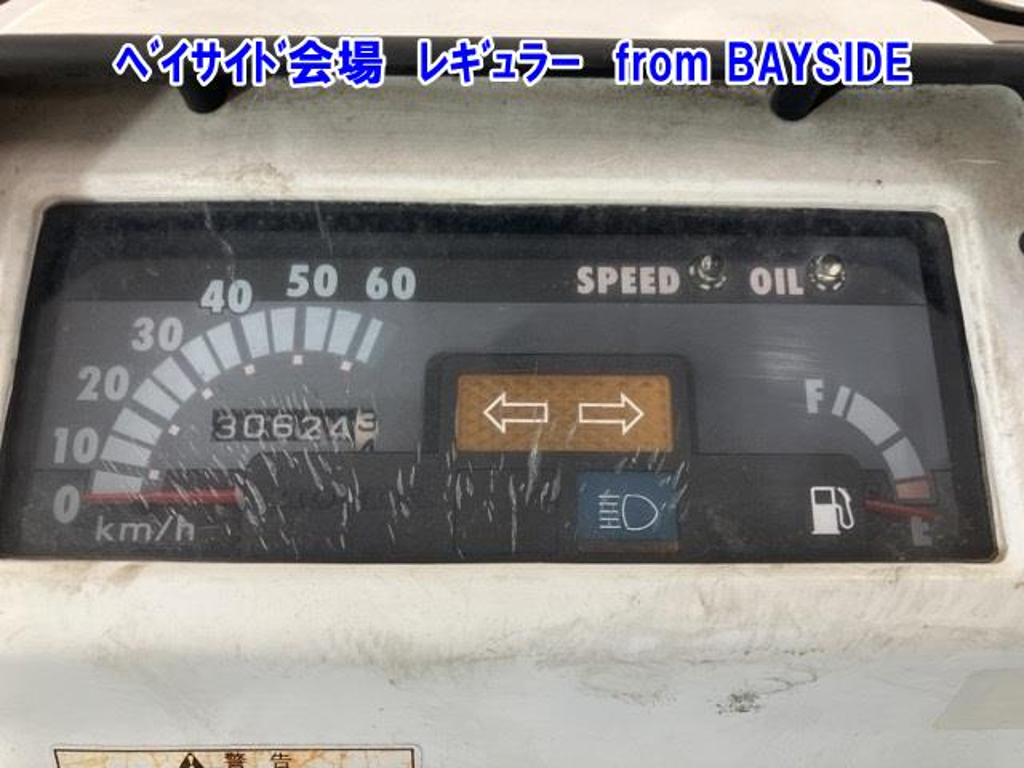 ﾍﾞｲｻｲﾄﾞ会場　ﾚｷﾞｭﾗｰ　from BAYSIDE
SPEED OIL
0 10 20 30 40 50 60
30624
F
E
km/h
警告